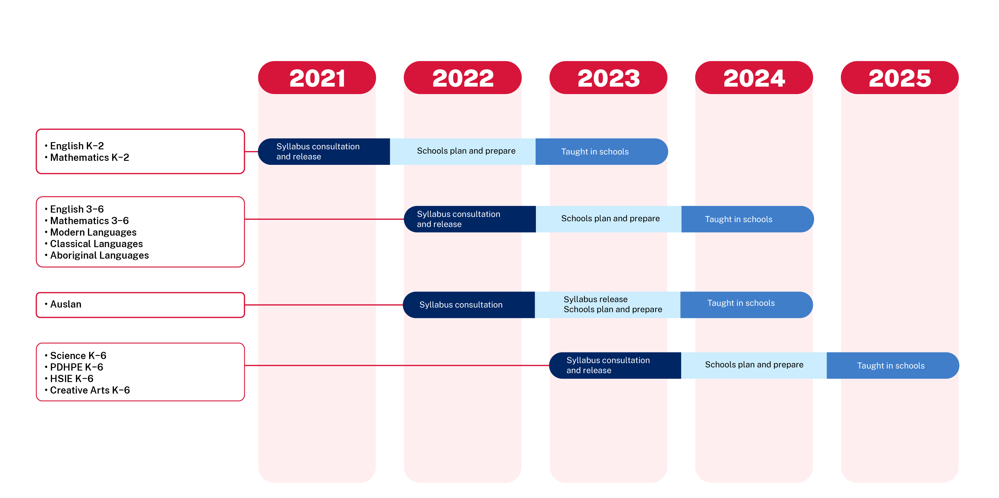 2021
2022
2023
2024
2025
• English K–2
• Mathematics K–2
Syllabus consultation
and release
Schools plan and prepare
Taught in schools
• English 3–6
• Mathematics 3–6
• Modern Languages
• Classical Languages
• Aboriginal Languages
Syllabus consultation
and release
Schools plan and prepare
Taught in schools
• Auslan
Syllabus consultation
Syllabus release
Schools plan and prepare
Taught in schools
• Science K–6
• PDHPE K–6
• HSIE K–6
• Creative Arts K–6
Syllabus consultation
and release
Schools plan and prepare
Taught in schools